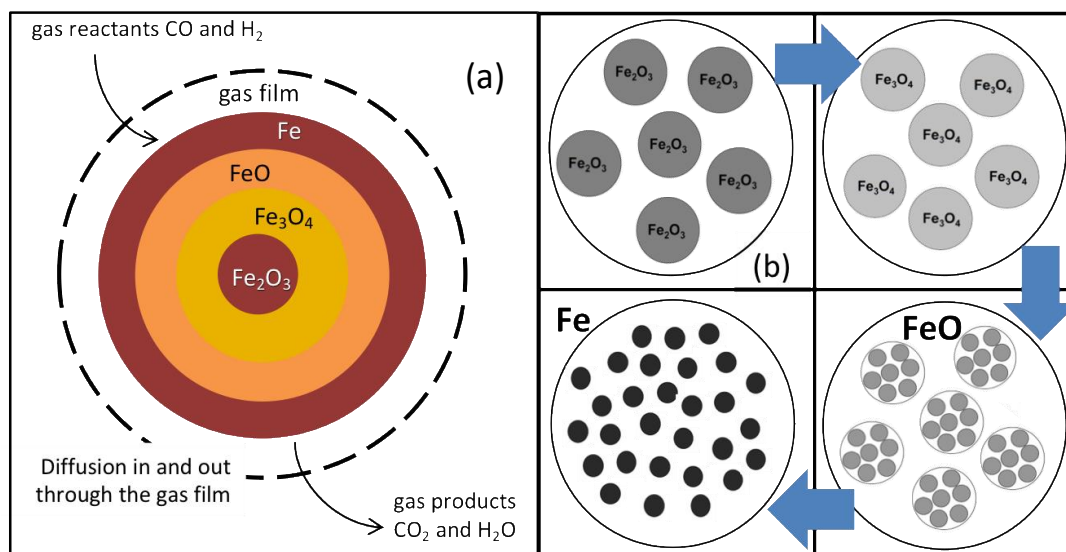 gas reactants CO and H₂
(a)
gas film
Fe
FeO
Fe₃O₄
Fe₂O₃
Diffusion in and out
through the gas film
gas products
CO₂ and H₂O
Fe₂O₃
Fe₂O₃
Fe₂O₃
Fe₂O₃
Fe₂O₃
Fe₂O₃
(b)
Fe₃O₄
Fe₃O₄
Fe₃O₄
Fe₃O₄
Fe₃O₄
Fe₃O₄
Fe
FeO